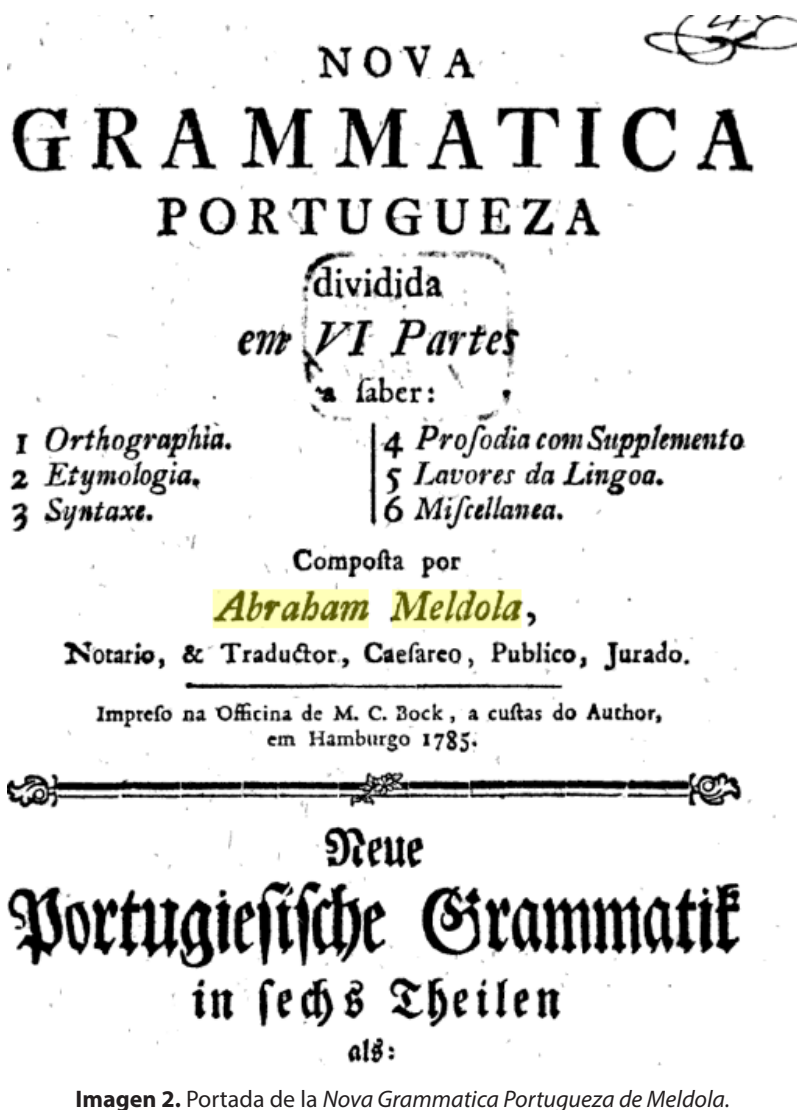 NOVA
GRAMMATICA
PORTUGUEZA
dividida
em VI Partes
a ſaber:
1 Orthographia.
2 Etymologia.
3 Syntaxe.
4 Proſodia com Supplemento
5 Lavores da Lingoa.
6 Miſcellanea.
Compoſta por
Abraham Meldola,
Notario, & Traductor, Caeſareo, Publico, Jurado.
Impreſo na Officina de M. C. Bock, a cuſtas do Author,
em Hamburgo 1785.
Neue
Portugieſiſche Grammatik
in ſechs Theilen
als:
Imagen 2. Portada de la Nova Grammatica Portugueza de Meldola.